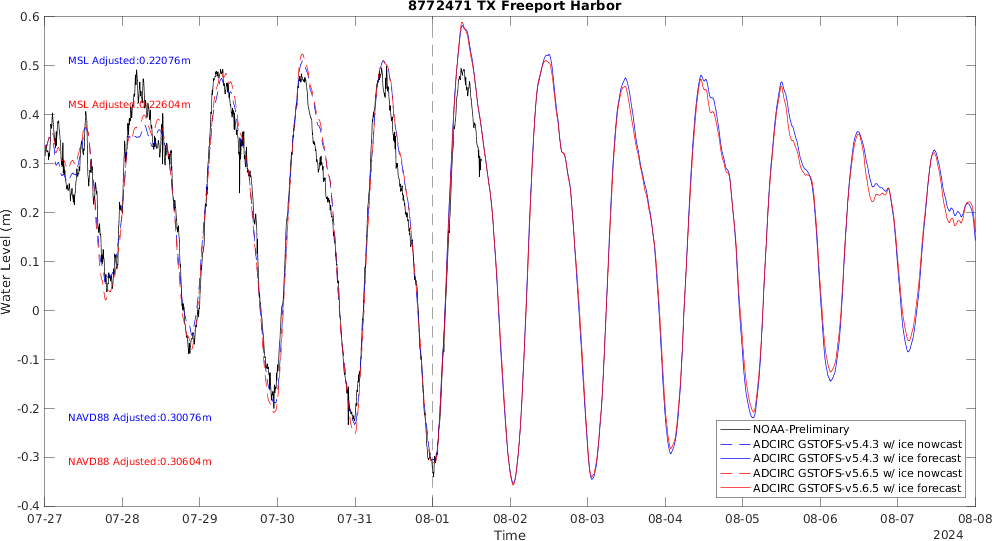 8772471 TX Freeport Harbor
0.6
0.5
0.4
0.3
0.2
0.1
0
-0.1
-0.2
-0.3
-0.4
Water Level (m)
MSL Adjusted:0.22076m
MSL Adjusted:0.22604m
NAVD88 Adjusted:0.30076m
NAVD88 Adjusted:0.30604m
NOAA-Preliminary
ADCIRC GSTOFS-v5.4.3 w/ ice nowcast
ADCIRC GSTOFS-v5.4.3 w/ ice forecast
ADCIRC GSTOFS-v5.6.5 w/ ice nowcast
ADCIRC GSTOFS-v5.6.5 w/ ice forecast
07-27 07-28 07-29 07-30 07-31 08-01 08-02 08-03 08-04 08-05 08-06 08-07 08-08
Time
2024